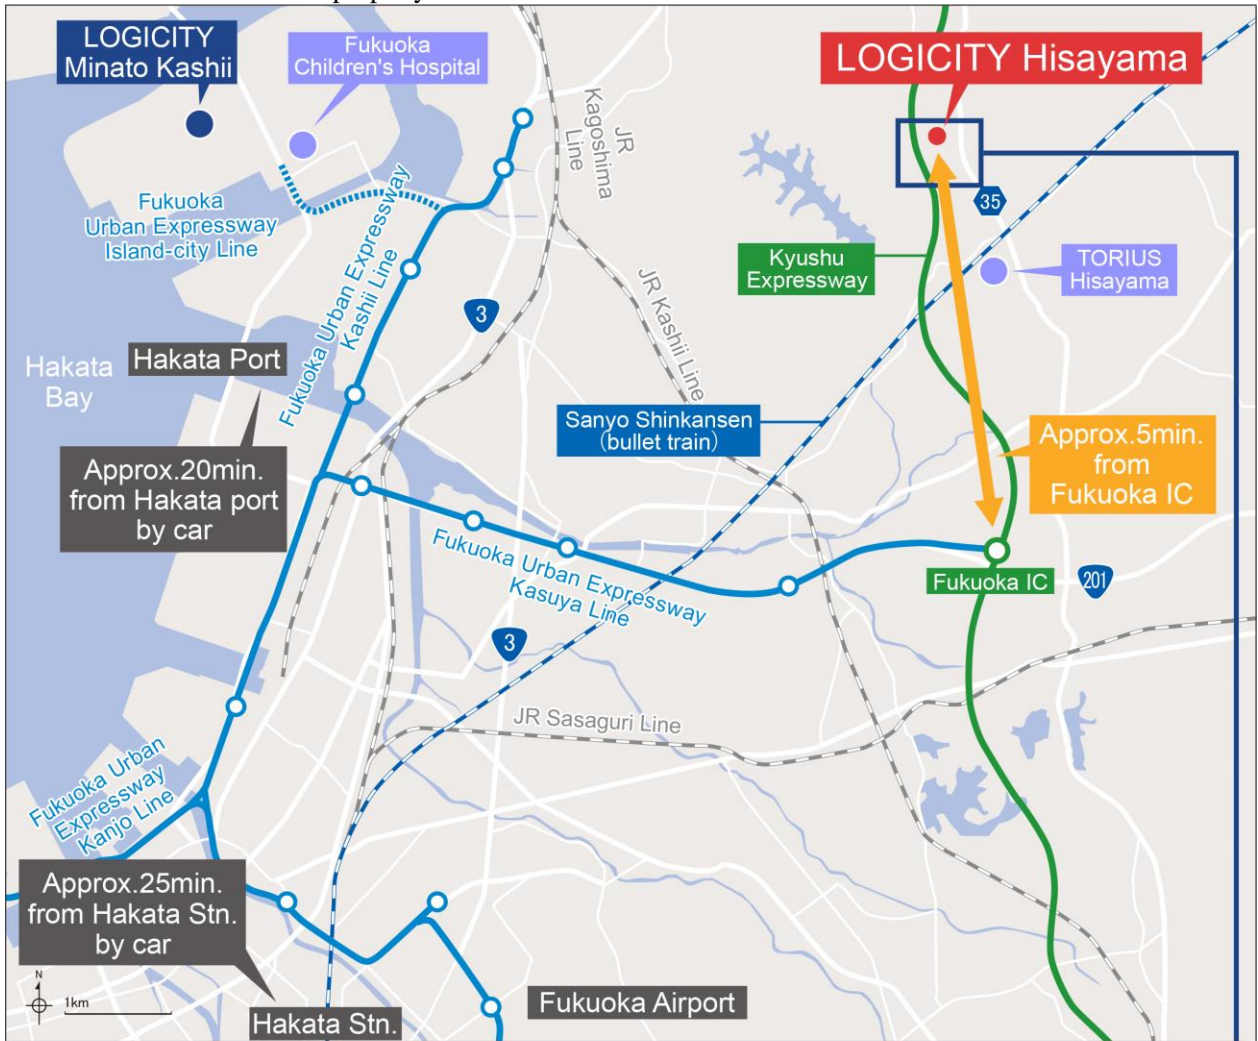 LOGICITY
Minato Kashii
Fukuoka
Children's Hospital
LOGICITY Hisayama
JR
Kagoshima
Line
35
Fukuoka
Urban Expressway
Island-city Line
Fukuoka Urban Expressway
Kashii Line
Kyushu
Expressway
TORIUS
Hisayama
3
JR Kashii Line
Hakata Port
Hakata
Bay
Sanyo Shinkansen
(bullet train)
Approx.5min.
from
Fukuoka IC
Approx.20min.
from Hakata port
by car
Fukuoka Urban Expressway
Kasuya Line
Fukuoka IC
201
3
JR Sasaguri Line
Fukuoka Urban
Expressway
Kanjo Line
Approx.25min.
from Hakata Stn.
by car
N
1km
Hakata Stn.
Fukuoka Airport